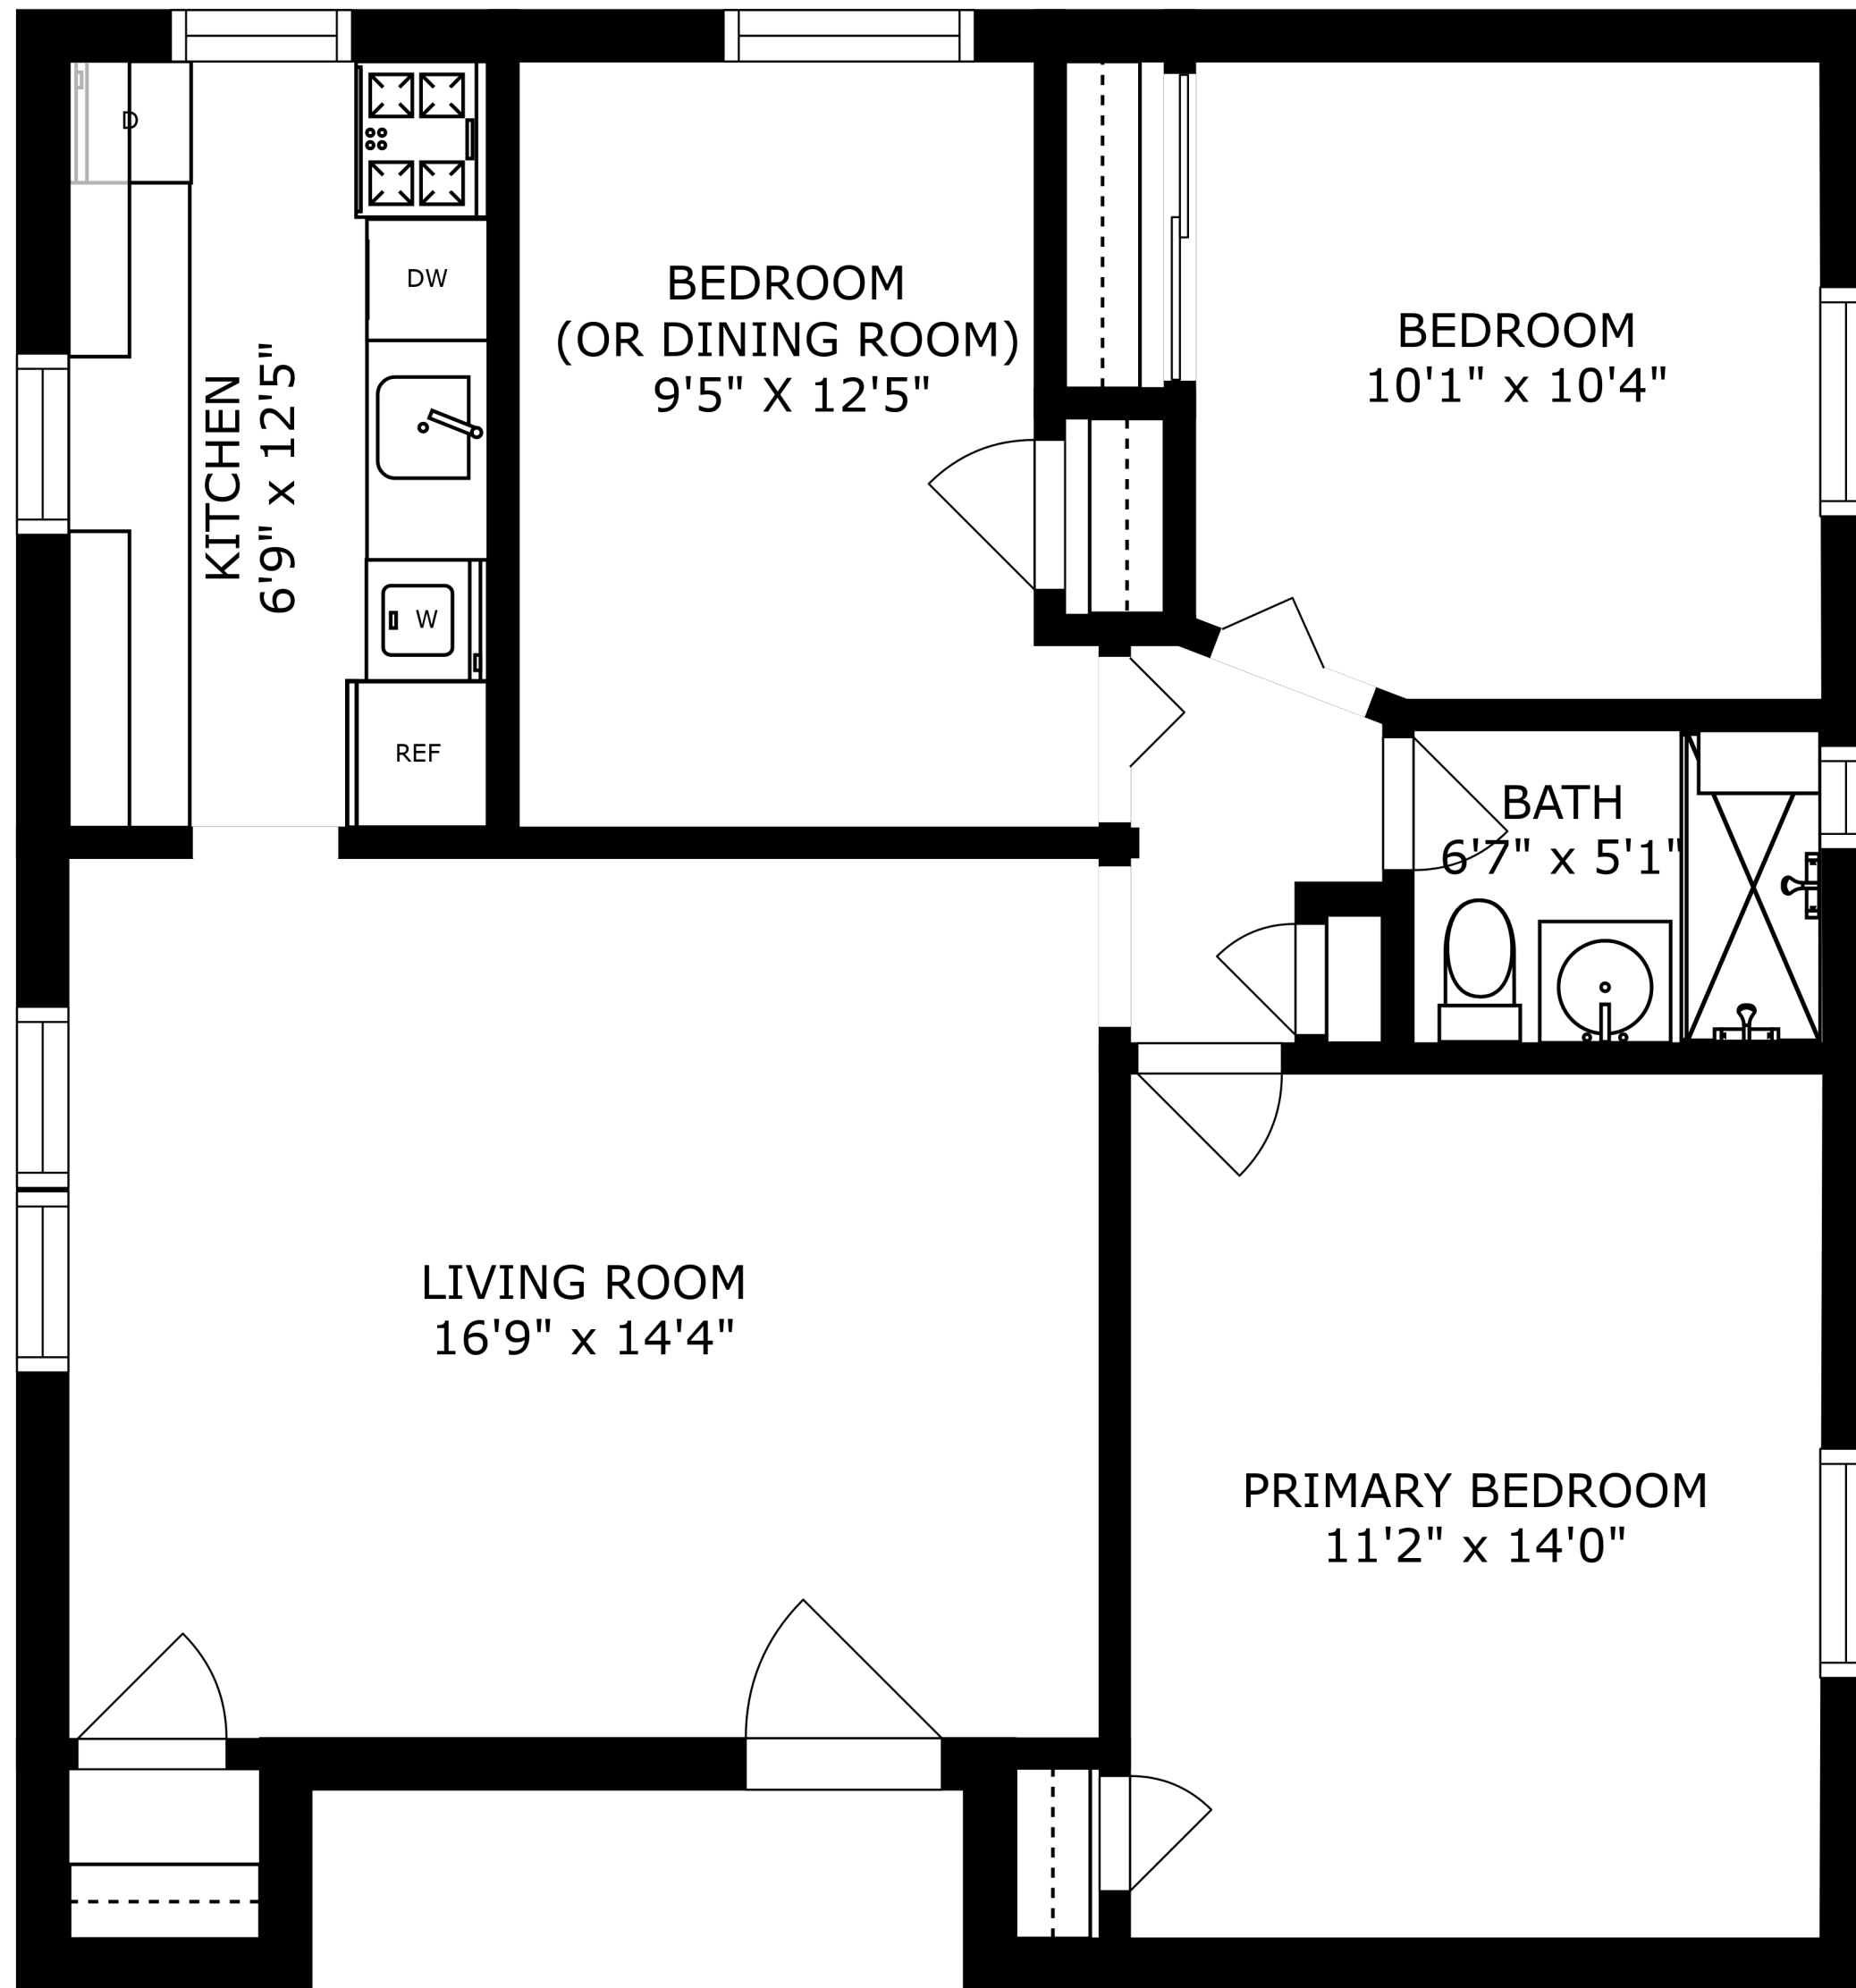 D
DW
KITCHEN
6'9" x 12'5"
W
REF
BEDROOM
(OR DINING ROOM)
9'5" X 12'5"
BEDROOM
10'1" x 10'4"
BATH
6'7" x 5'1"
LIVING ROOM
16'9" x 14'4"
PRIMARY BEDROOM
11'2" x 14'0"